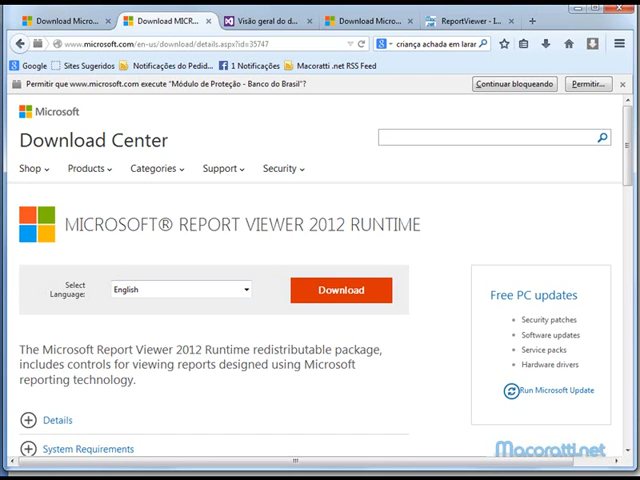 Download Micros...
Download MICR...
Visão geral do d...
Download Micros...
ReportViewer - I...
www.microsoft.com/en-us/download/details.aspx?id=35747
criança achada em larar
Google
Sites Sugeridos
Notificações do Pedid...
1 Notificações
Macoratti .net RSS Feed
Permitir que www.microsoft.com execute "Módulo de Proteção - Banco do Brasil"?
Continuar bloqueando
Permitir...
Microsoft
Download Center
Shop
Products
Categories
Support
Security
MICROSOFT® REPORT VIEWER 2012 RUNTIME
Select
Language:
English
Download
Free PC updates
Security patches
Software updates
Service packs
Hardware drivers
Run Microsoft Update
The Microsoft Report Viewer 2012 Runtime redistributable package,
includes controls for viewing reports designed using Microsoft
reporting technology.
Details
System Requirements
Macoratti.net